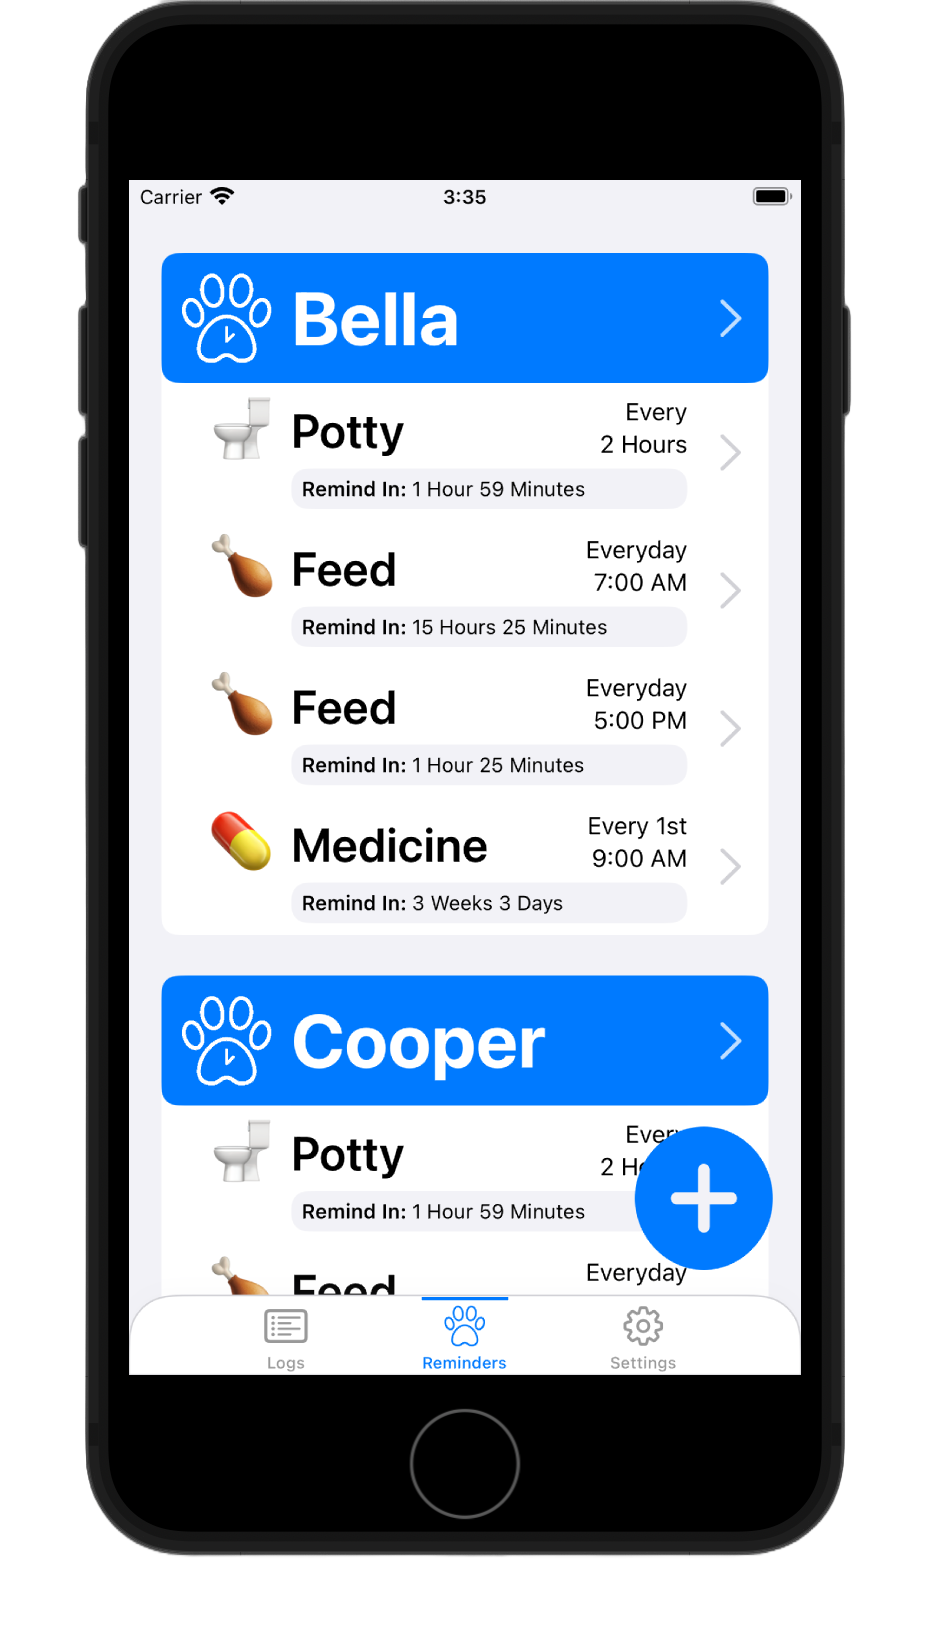 Carrier 3:35
Bella
Potty
Every
2 Hours
Remind In: 1 Hour 59 Minutes
Feed
Everyday
7:00 AM
Remind In: 15 Hours 25 Minutes
Feed
Everyday
5:00 PM
Remind In: 1 Hour 25 Minutes
Medicine
Every 1st
9:00 AM
Remind In: 3 Weeks 3 Days
Cooper
Potty
Every
2 Ho
Remind In: 1 Hour 59 Minutes
Feed
Everyday
Logs
Reminders
Settings